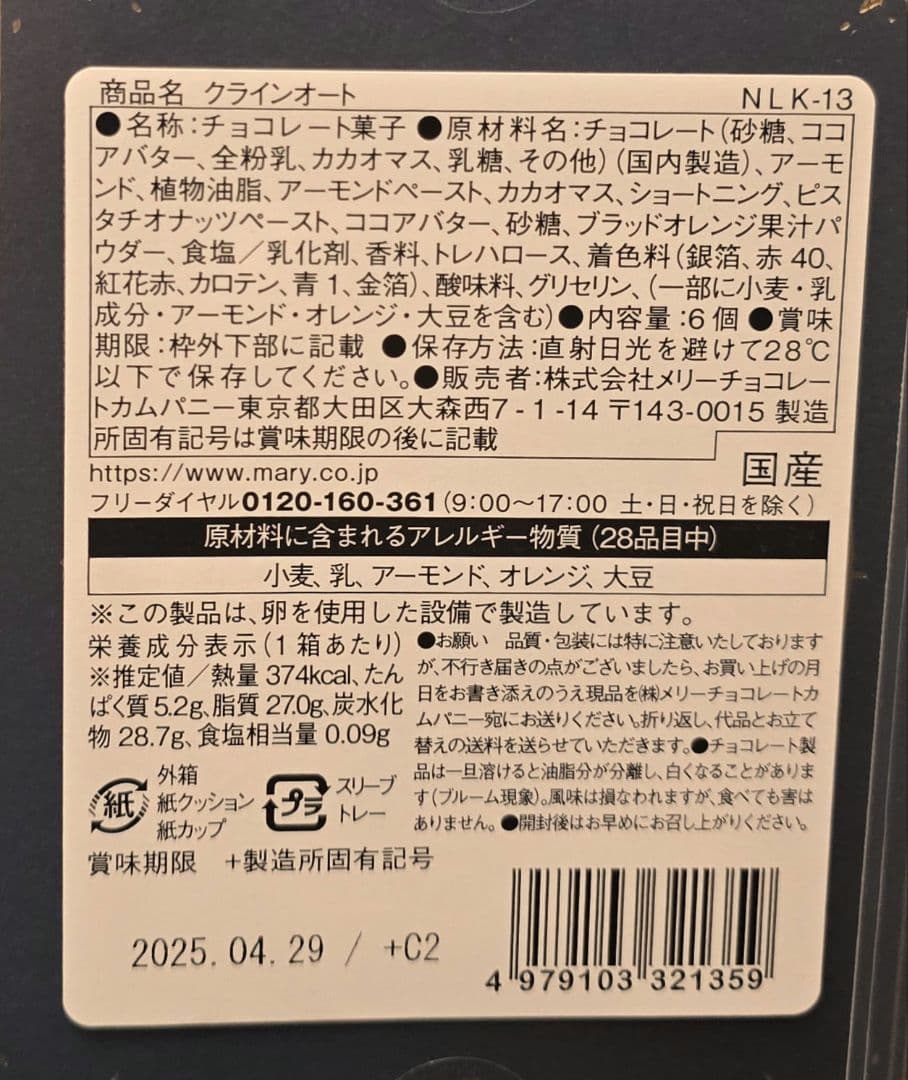 商品名 クラインオート NLK-13
●名称:チョコレート菓子 ●原材料名:チョコレート(砂糖、ココ
アバター、全粉乳、カカオマス、乳糖、その他)(国内製造)、アーモ
ンド、植物油脂、アーモンドペースト、カカオマス、ショートニング、ピス
タチオナッツペースト、ココアバター、砂糖、ブラッドオレンジ果汁パ
ウダー、食塩/乳化剤、香料、トレハロース、着色料(銀箔、赤40、
紅花赤、カロテン、青1、金箔)、酸味料、グリセリン、(一部に小麦・乳
成分・アーモンド・オレンジ・大豆を含む)●内容量:6個 ●賞味
期限:枠外下部に記載 ●保存方法:直射日光を避けて28℃
以下で保存してください。●販売者:株式会社メリーチョコレー
トカムパニー東京都大田区大森西7-1-14 〒143-0015 製造
所固有記号は賞味期限の後に記載
国産
https://www.mary.co.jp
フリーダイヤル0120-160-361(9:00〜17:00 土・日・祝日を除く)
原材料に含まれるアレルギー物質(28品目中)
小麦、乳、アーモンド、オレンジ、大豆
※この製品は、卵を使用した設備で製造しています。
栄養成分表示(1箱あたり)
※推定値/熱量 374kcal、たん
ぱく質5.2g、脂質27.0g、炭水化
物28.7g、食塩相当量0.09g
●お願い 品質・包装には特に注意いたしております
が、不行き届きの点がございましたら、お買い上げの月
日をお書き添えのうえ現品を㈱メリーチョコレートカ
ムパニー宛にお送りください。折り返し、代品とお立て
替えの送料を送らせていただきます。●チョコレート製
品は一旦溶けると油脂分が分離し、白くなることがありま
す(ブルーム現象)。風味は損なわれますが、食べても害は
ありません。●開封後はお早めにお召し上がりください。
紙
外箱
紙クッション
紙カップ
プラ
スリーブ
トレー
賞味期限 +製造所固有記号
2025.04.29 / +C2
4 979103 321359